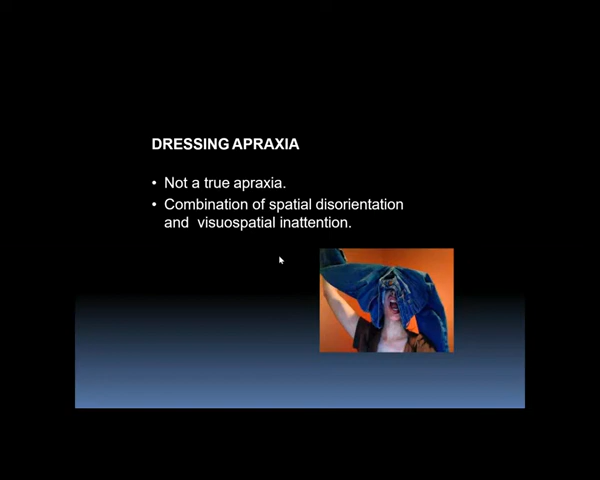 DRESSING APRAXIA
• Not a true apraxia.
• Combination of spatial disorientation
and visuospatial inattention.